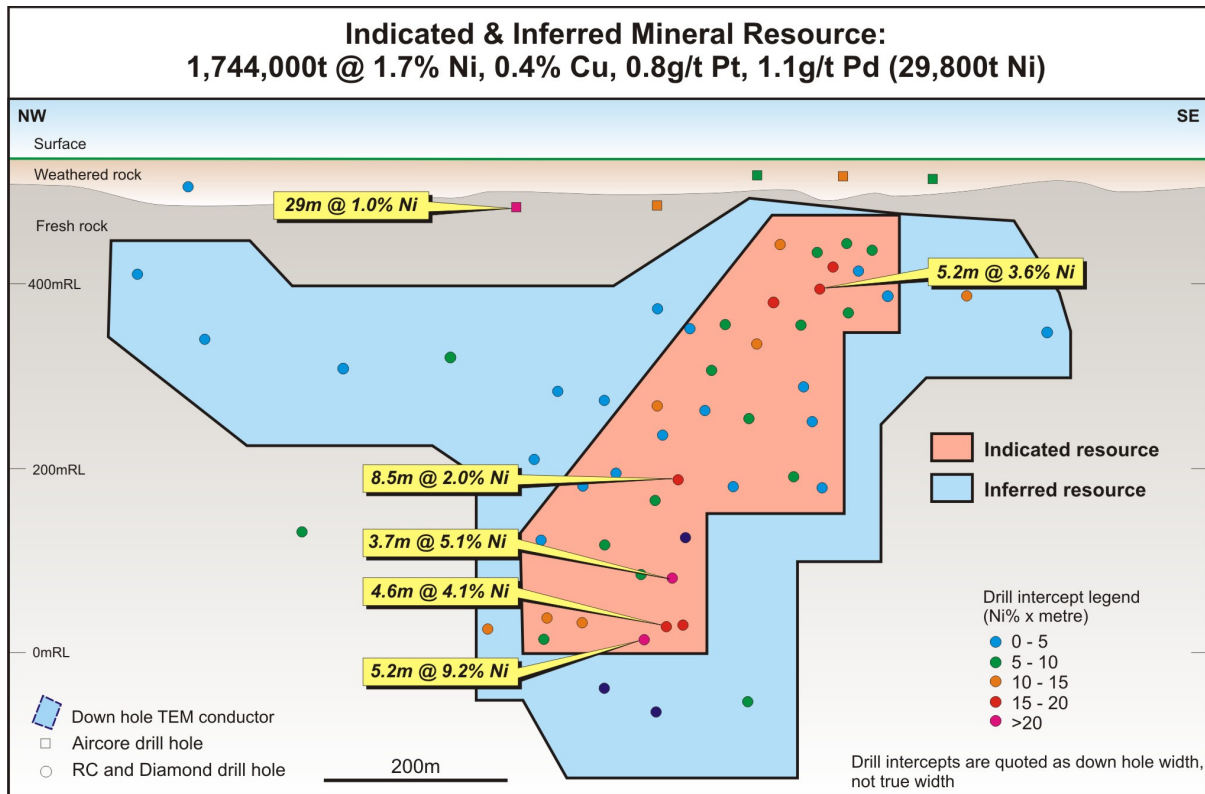 Indicated & Inferred Mineral Resource:
1,744,000t @ 1.7% Ni, 0.4% Cu, 0.8g/t Pt, 1.1g/t Pd (29,800t Ni)
NW
SE
Surface
Weathered rock
29m @ 1.0% Ni
Fresh rock
5.2m @ 3.6% Ni
400mRL
Indicated resource
200mRL
8.5m @ 2.0% Ni
Inferred resource
3.7m @ 5.1% Ni
4.6m @ 4.1% Ni
Drill intercept legend
(Ni% x metre)
0 - 5
5 - 10
10 - 15
15 - 20
>20
0mRL
5.2m @ 9.2% Ni
Down hole TEM conductor
Aircore drill hole
RC and Diamond drill hole
200m
Drill intercepts are quoted as down hole width,
not true width